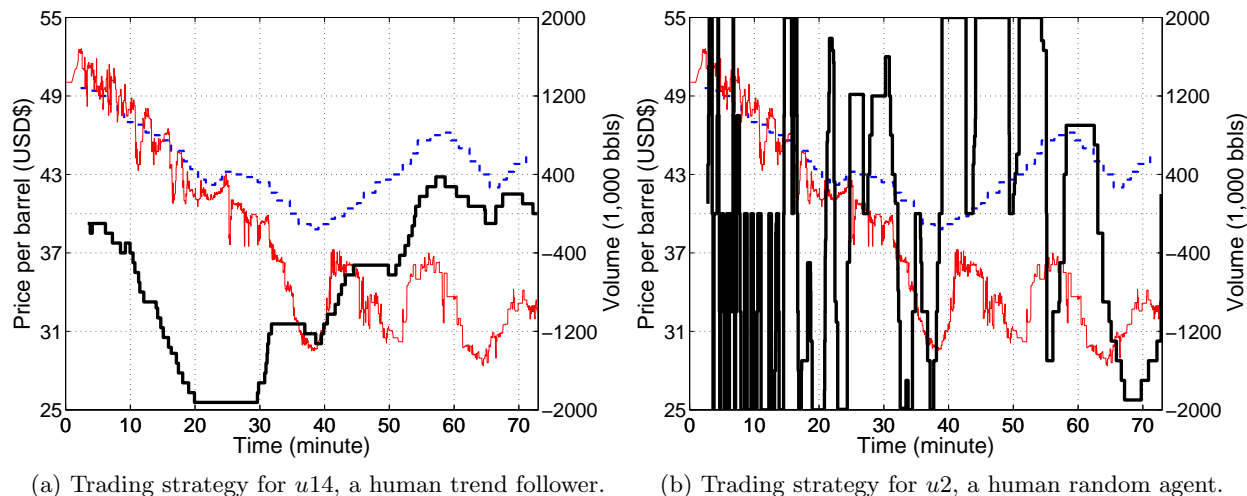 55
49
43
37
31
25
Price per barrel (USD$)
0 10 20 30 40 50 60 70
Time (minute)
2000
1200
400
−400
−1200
−2000
Volume (1,000 bbls)
(a) Trading strategy for u14, a human trend follower.
55
49
43
37
31
25
Price per barrel (USD$)
0 10 20 30 40 50 60 70
Time (minute)
2000
1200
400
−400
−1200
−2000
Volume (1,000 bbls)
(b) Trading strategy for u2, a human random agent.